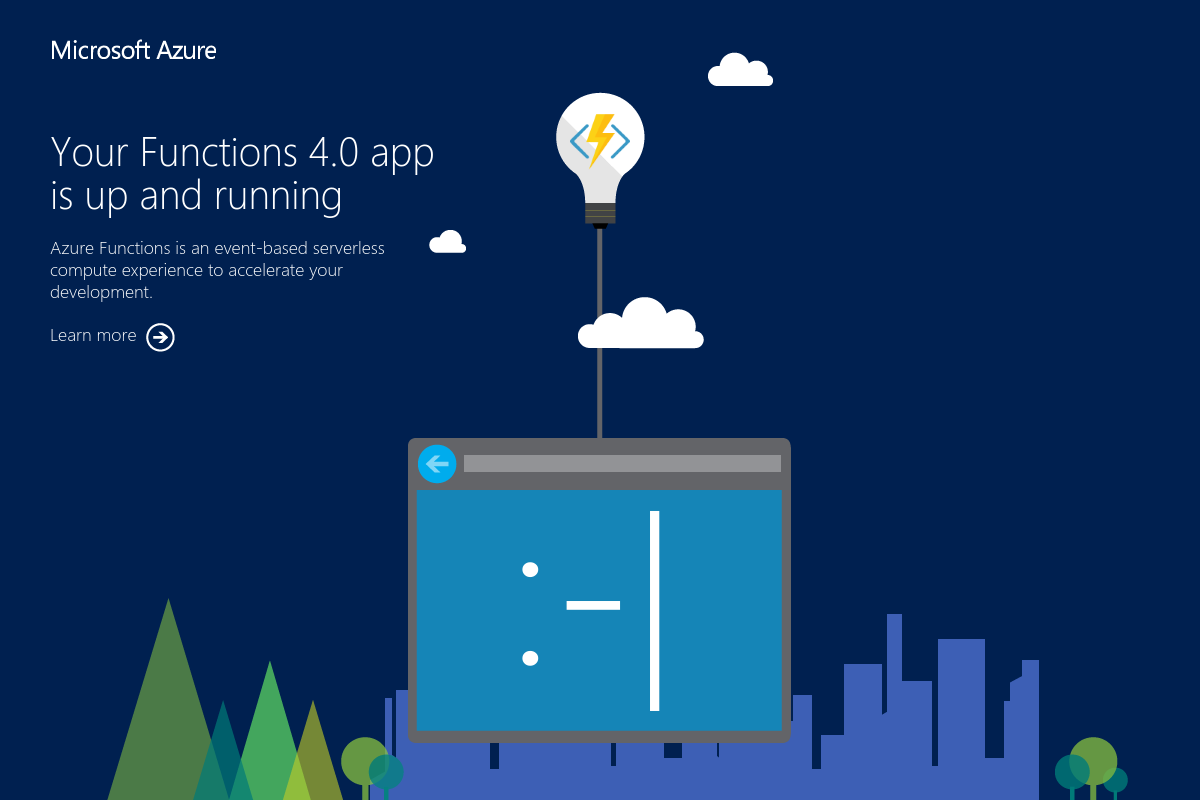 Microsoft Azure
Your Functions 4.0 app
is up and running
Azure Functions is an event-based serverless
compute experience to accelerate your
development.
Learn more
:-|